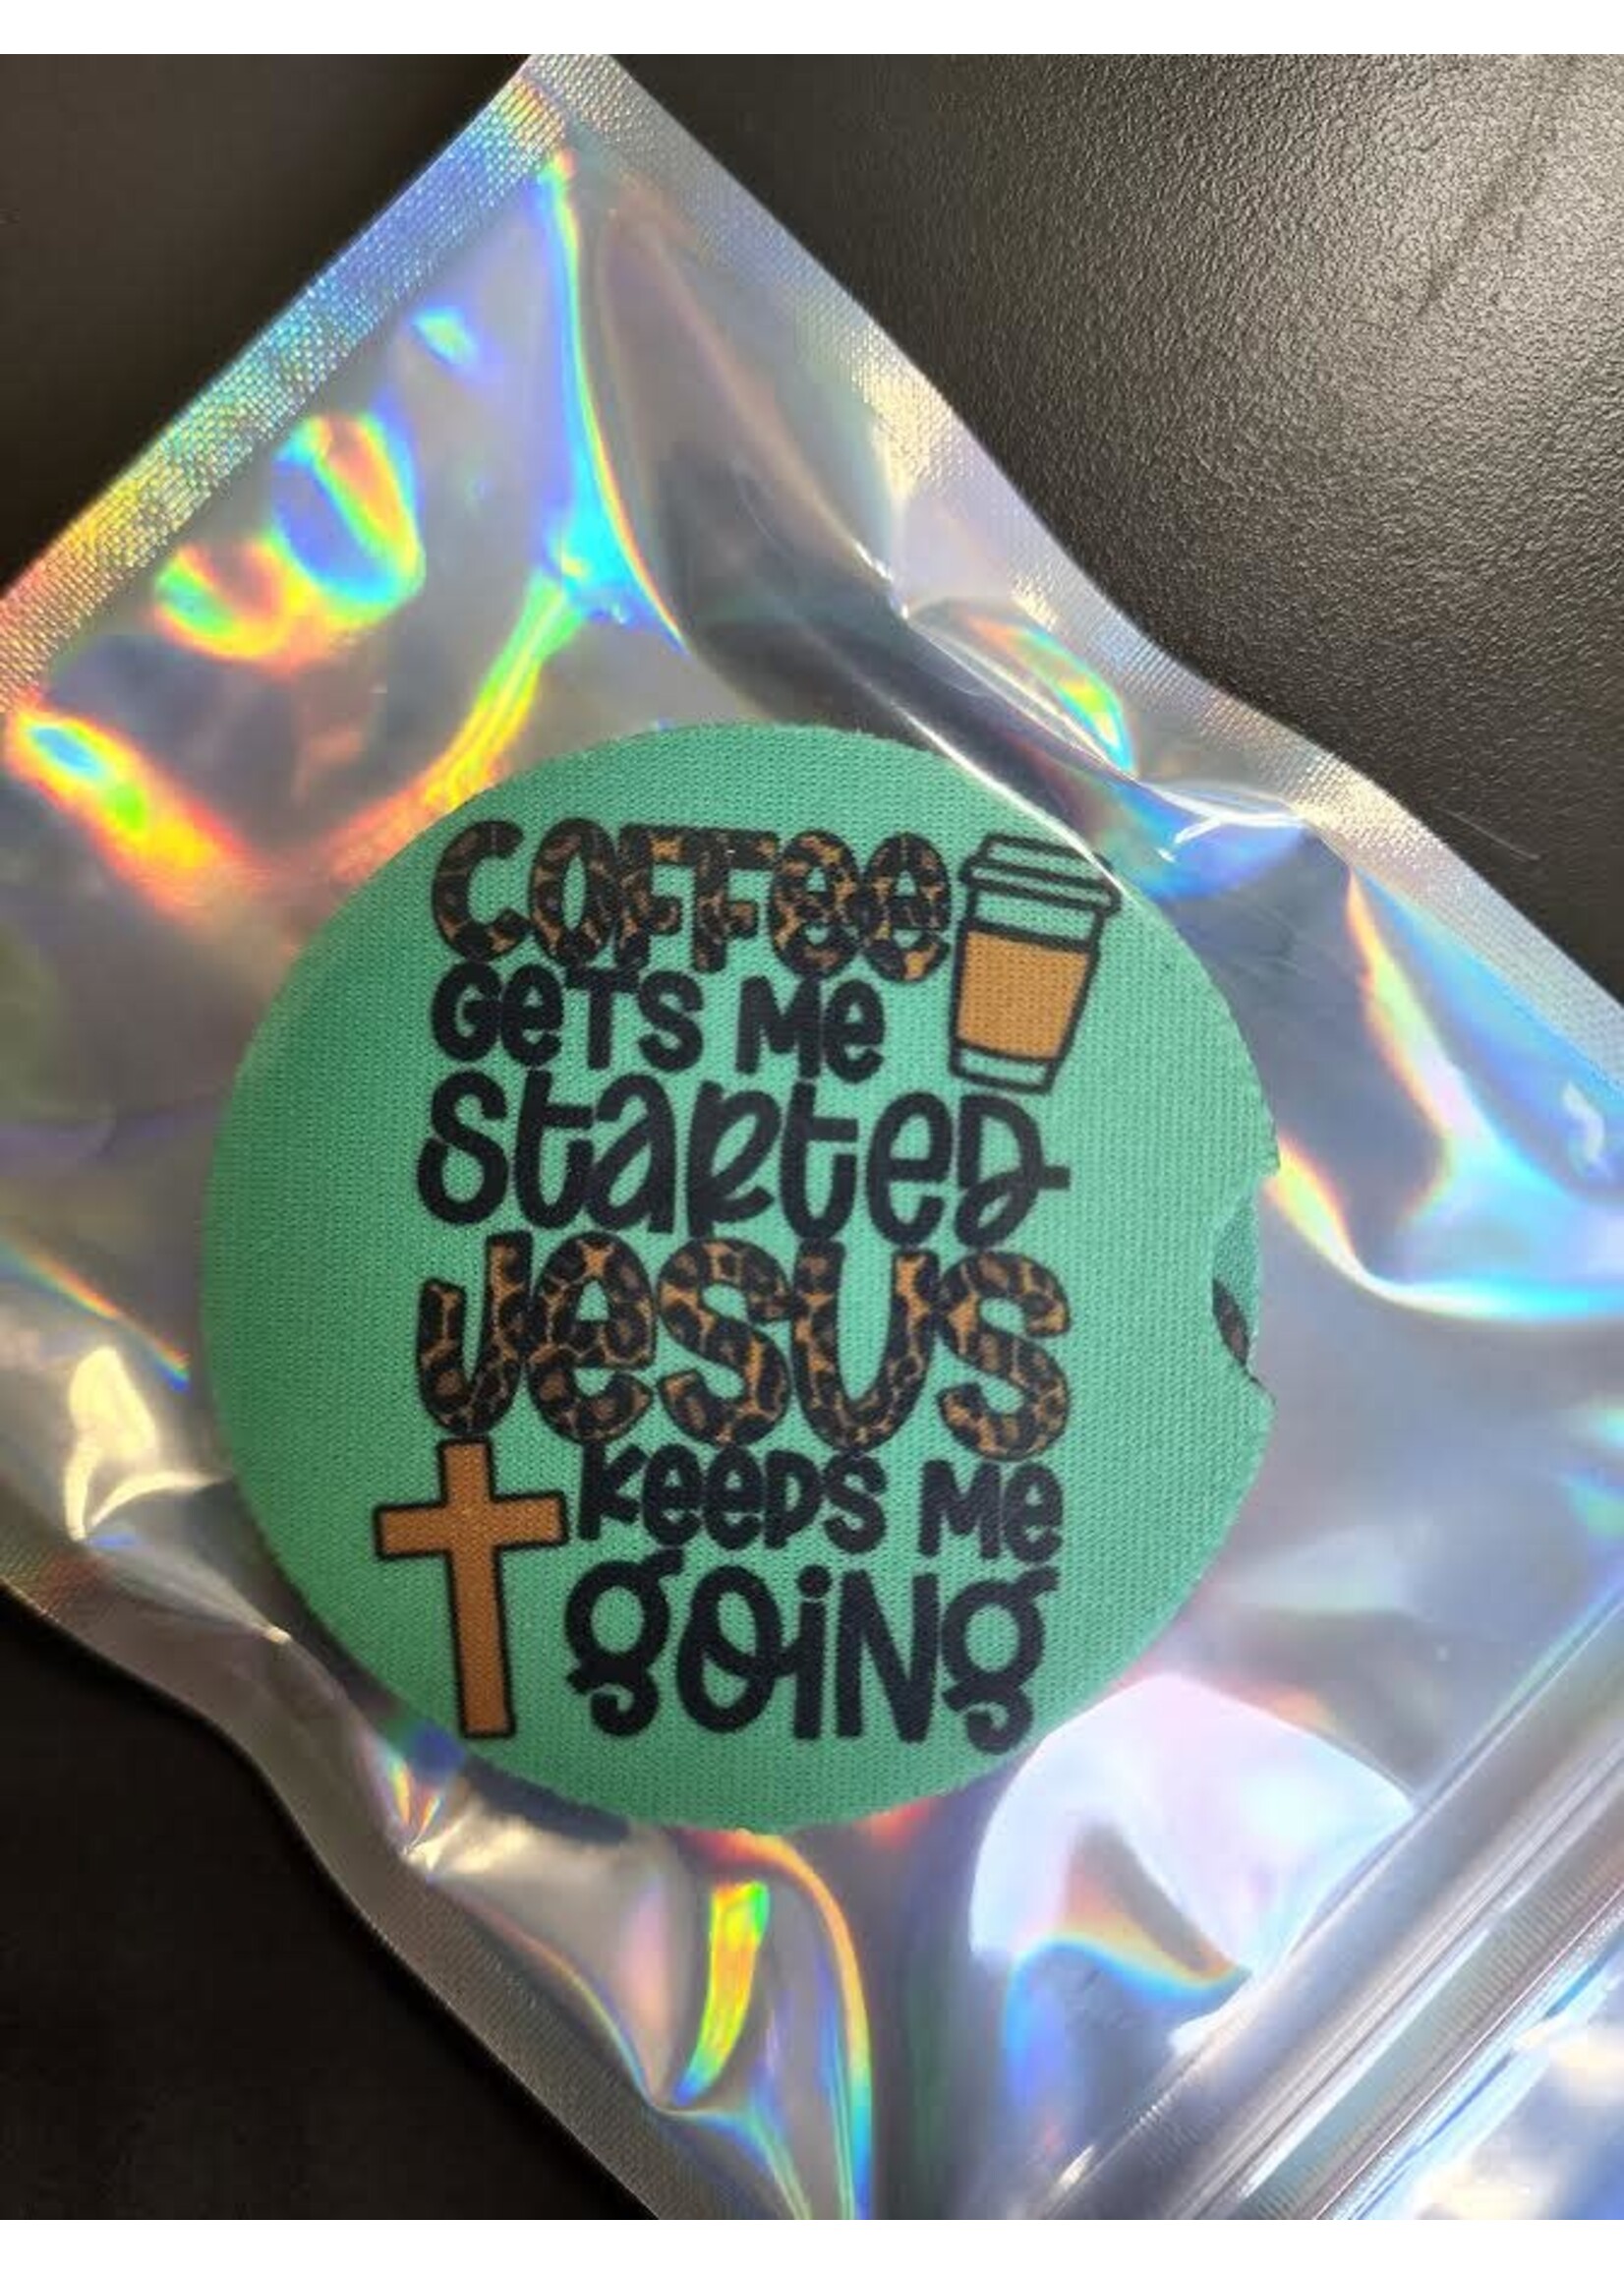 COFFee
GeTS Me
StaRteD
JeSUS
KeePS Me
gOiNg